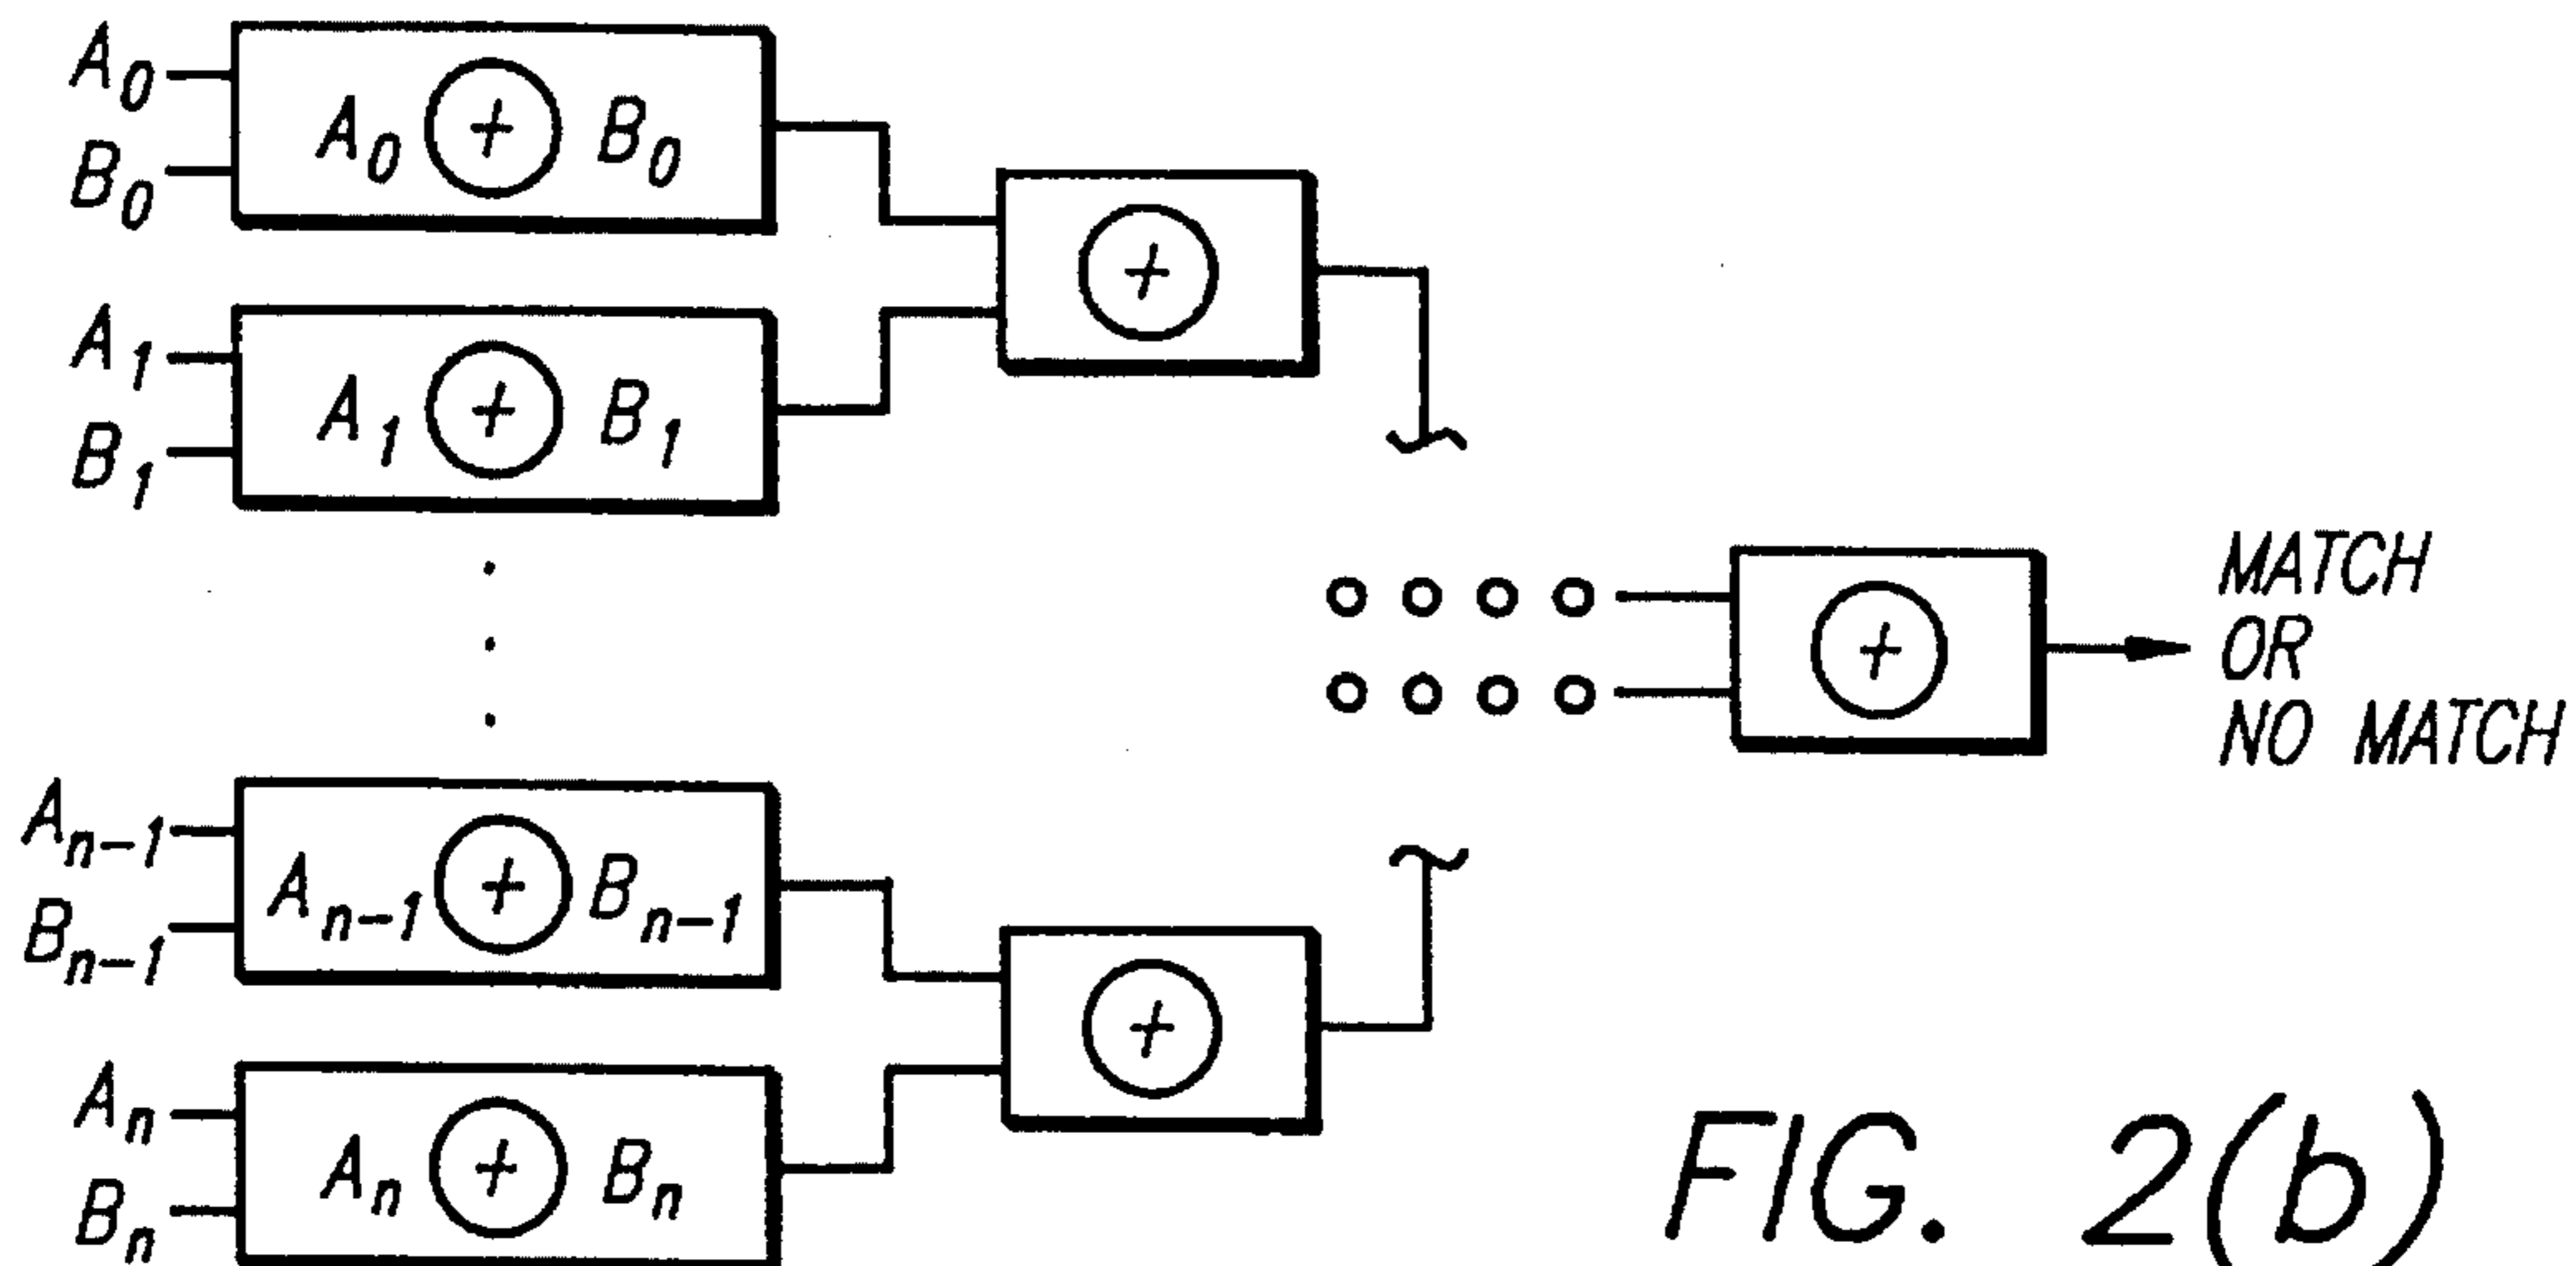 A0
B0
A0 + B0
+
A1
B1
A1 + B1
MATCH
OR
NO MATCH
+
An-1
Bn-1
An-1 + Bn-1
+
An
Bn
An + Bn
FIG. 2(b)